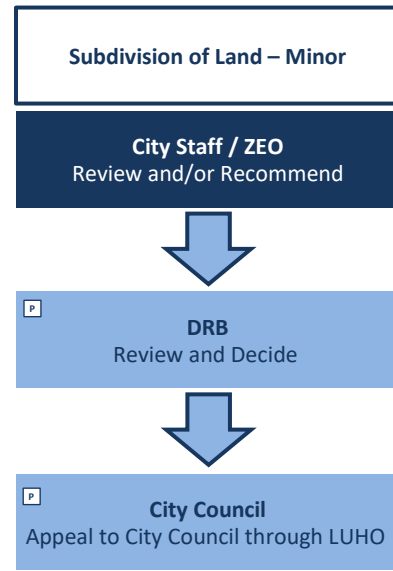 Subdivision of Land – Minor
City Staff / ZEO
Review and/or Recommend
P
DRB
Review and Decide
P
City Council
Appeal to City Council through LUHO